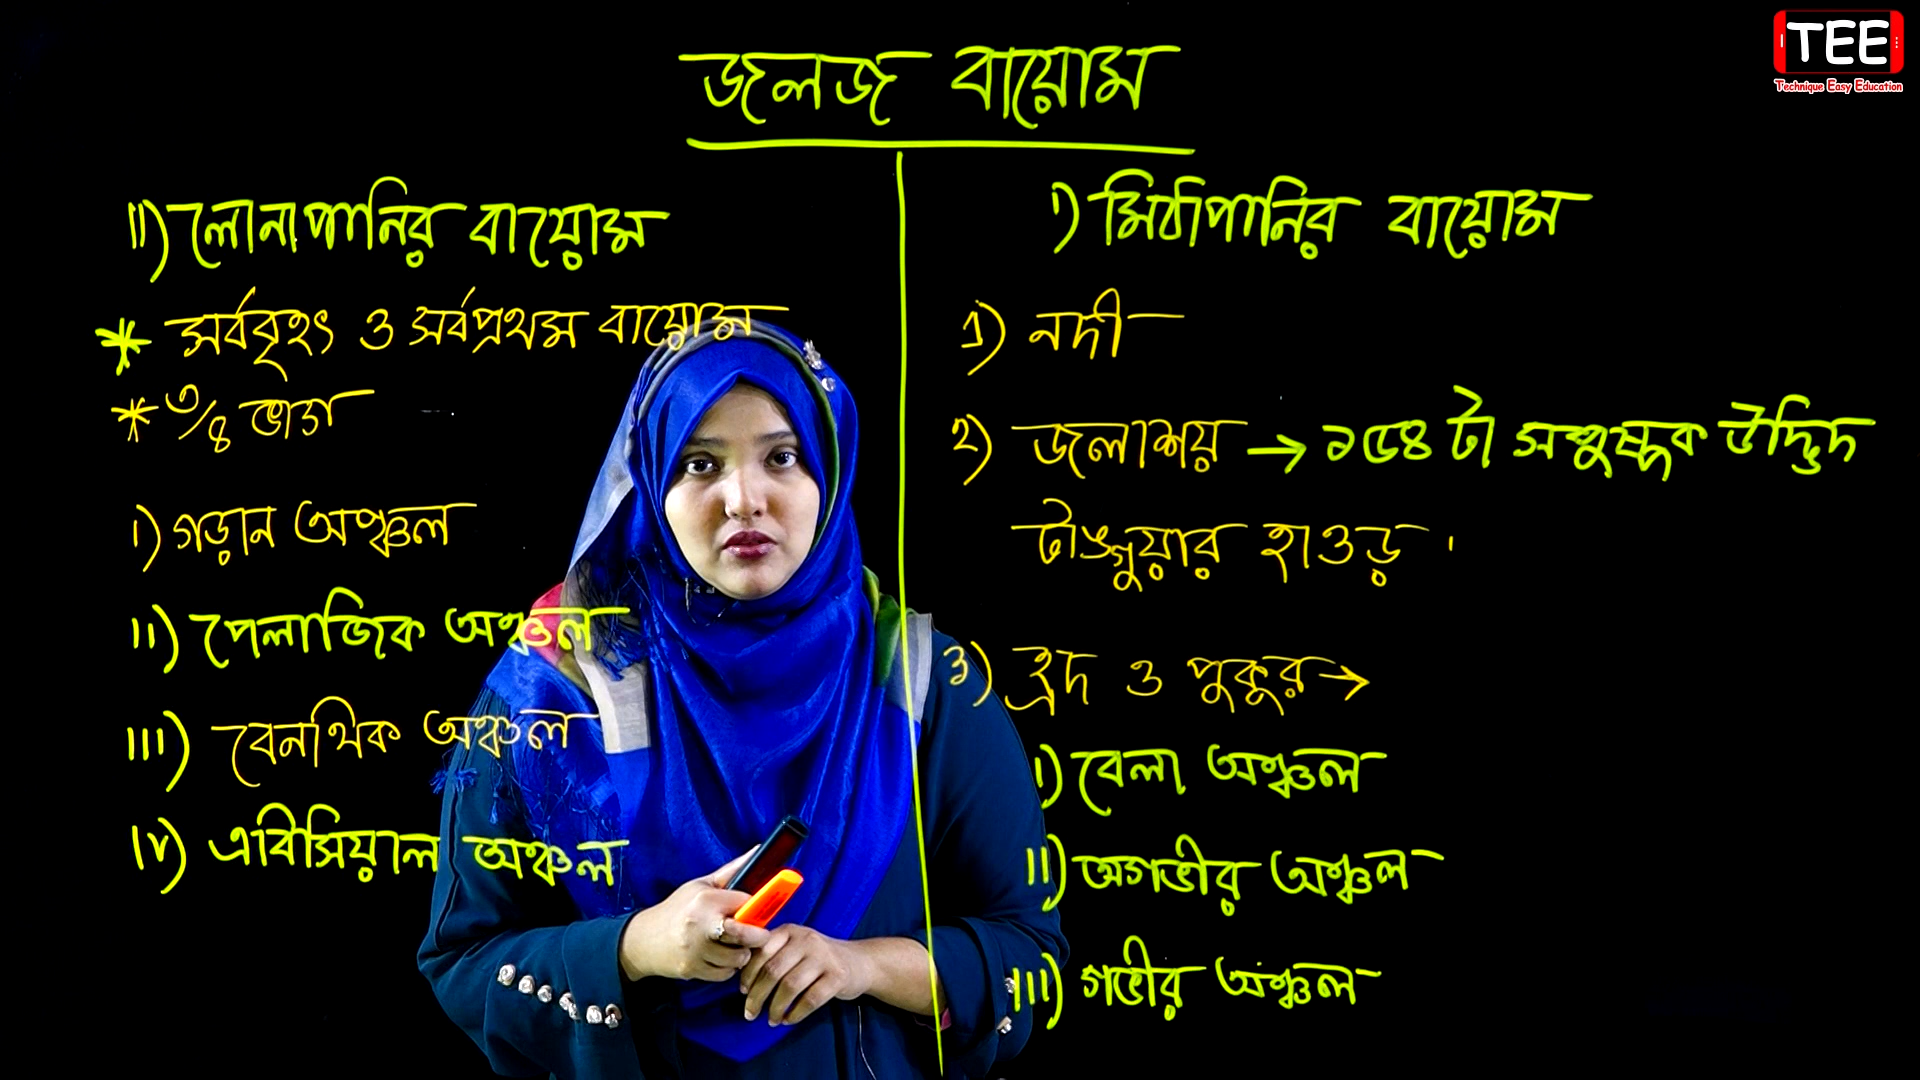 TEE
Technique Easy Education
জলজ বায়োম
II) লোনাপানির বায়োম
* সর্ববৃহৎ ও সর্বপ্রথম বায়োম
* ৩/৪ ভাগ
i) গড়ান অঞ্চল
ii) পেলাজিক অঞ্চল
iii) বেনথিক অঞ্চল
iv) এবিসিয়াল অঞ্চল
i) মিঠাপানির বায়োম
১) নদী
২) জলাশয় → ১৫৪ টা সপুষ্পক উদ্ভিদ
টাঙ্গুয়ার হাওড়
৩) হ্রদ ও পুকুর →
i) বেলা অঞ্চল
ii) অগভীর অঞ্চল
iii) গভীর অঞ্চল